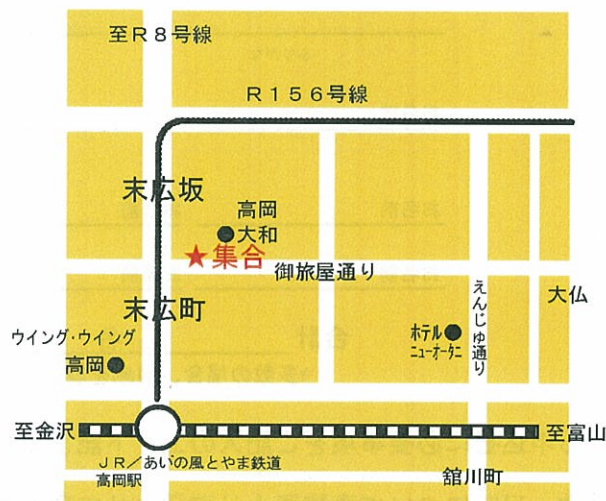 至R8号線
R156号線
末広坂
高岡
大和
★集合
御旅屋通り
えんじゅ通り
大仏
末広町
ウイング・ウイング
高岡
ホテル
ニューオータニ
至金沢
至富山
JR/あいの風とやま鉄道
高岡駅
舘川町